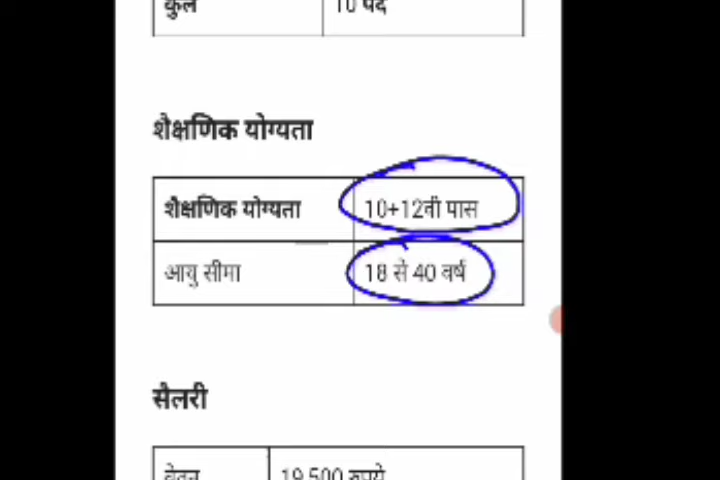 कुल 10 पद
शैक्षणिक योग्यता
शैक्षणिक योग्यता 10+12वी पास
आयु सीमा 18 से 40 वर्ष
सैलरी
वेतन 19,500 रुपये